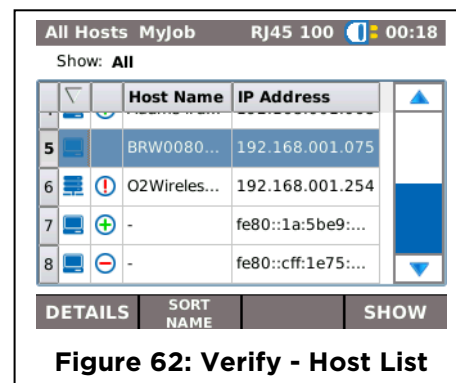 All Hosts MyJob RJ45 100 00:18
Show: All
Host Name IP Address
5 BRW0080... 192.168.001.075
6 O2Wireles... 192.168.001.254
7 - fe80::1a:5be9:...
8 - fe80::cff:1e75:...
DETAILS SORT NAME SHOW
Figure 62: Verify - Host List